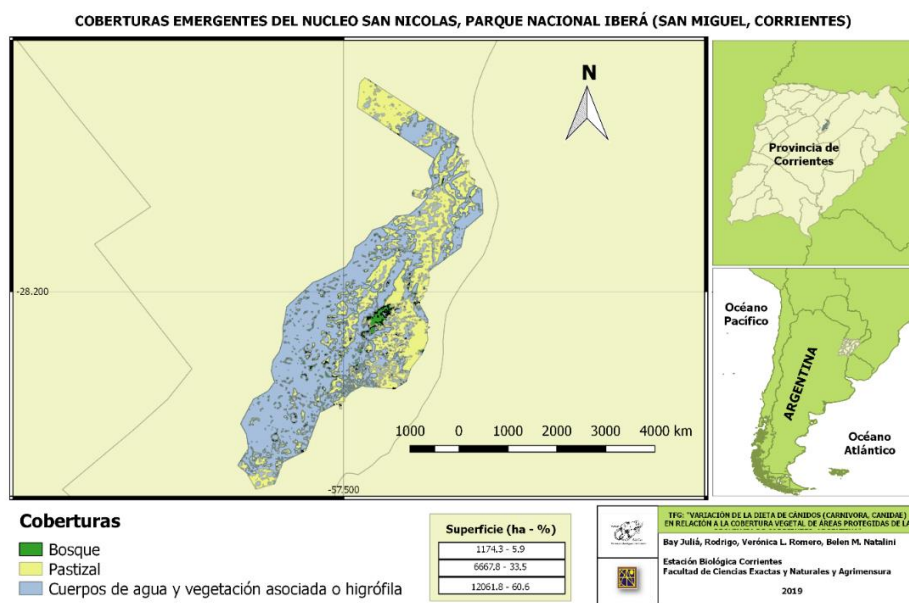 COBERTURAS EMERGENTES DEL NUCLEO SAN NICOLAS, PARQUE NACIONAL IBERÁ (SAN MIGUEL, CORRIENTES)
N
-28.200
-57.500
1000 0 1000 2000 3000 4000 km
Provincia de
Corrientes
Océano
Pacífico
ARGENTINA
Océano
Atlántico
Coberturas
Bosque
Pastizal
Cuerpos de agua y vegetación asociada o higrófila
Superficie (ha - %)
1174.3 - 5.9
6667.8 - 33.5
12061.8 - 60.6
TFG: "VARIACIÓN DE LA DIETA DE CÁNIDOS (CARNIVORA, CANIDAE)
EN RELACIÓN A LA COBERTURA VEGETAL DE ÁREAS PROTEGIDAS DE LA
Bay Juliá, Rodrigo, Verónica L. Romero, Belen M. Natalini
Estación Biológica Corrientes
Facultad de Ciencias Exactas y Naturales y Agrimensura
2019